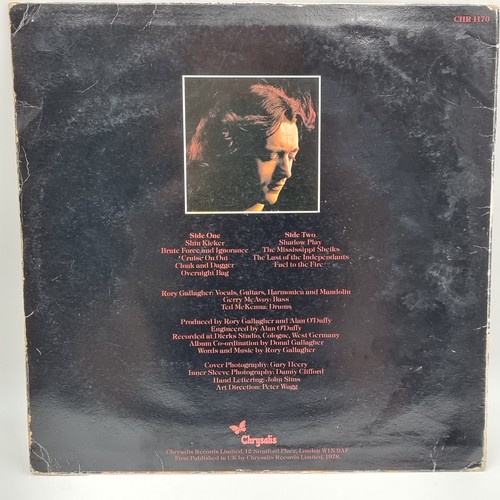 CHR 1170
Side One
Shin Kicker
Brute Force and Ignorance
Cruise On Out
Cloak and Dagger
Overnight Bag
Side Two
Shadow Play
The Mississippi Sheiks
The Last of the Independants
Fuel to the Fire
Rory Gallagher: Vocals, Guitars, Harmonica and Mandolin
Gerry McAvoy: Bass
Ted McKenna: Drums
Produced by Rory Gallagher and Alan O'Duffy
Engineered by Alan O'Duffy
Recorded at Dierks Studio, Cologne, West Germany
Album Co-ordination by Donal Gallagher
Words and Music by Rory Gallagher
Cover Photography: Gary Heery
Inner Sleeve Photography: Danny Clifford
Hand Lettering: John Sims
Art Direction: Peter Wagg
Chrysalis
Chrysalis Records Limited, 12 Stratford Place, London W1N 9AF
First Published in UK by Chrysalis Records Limited, 1978.